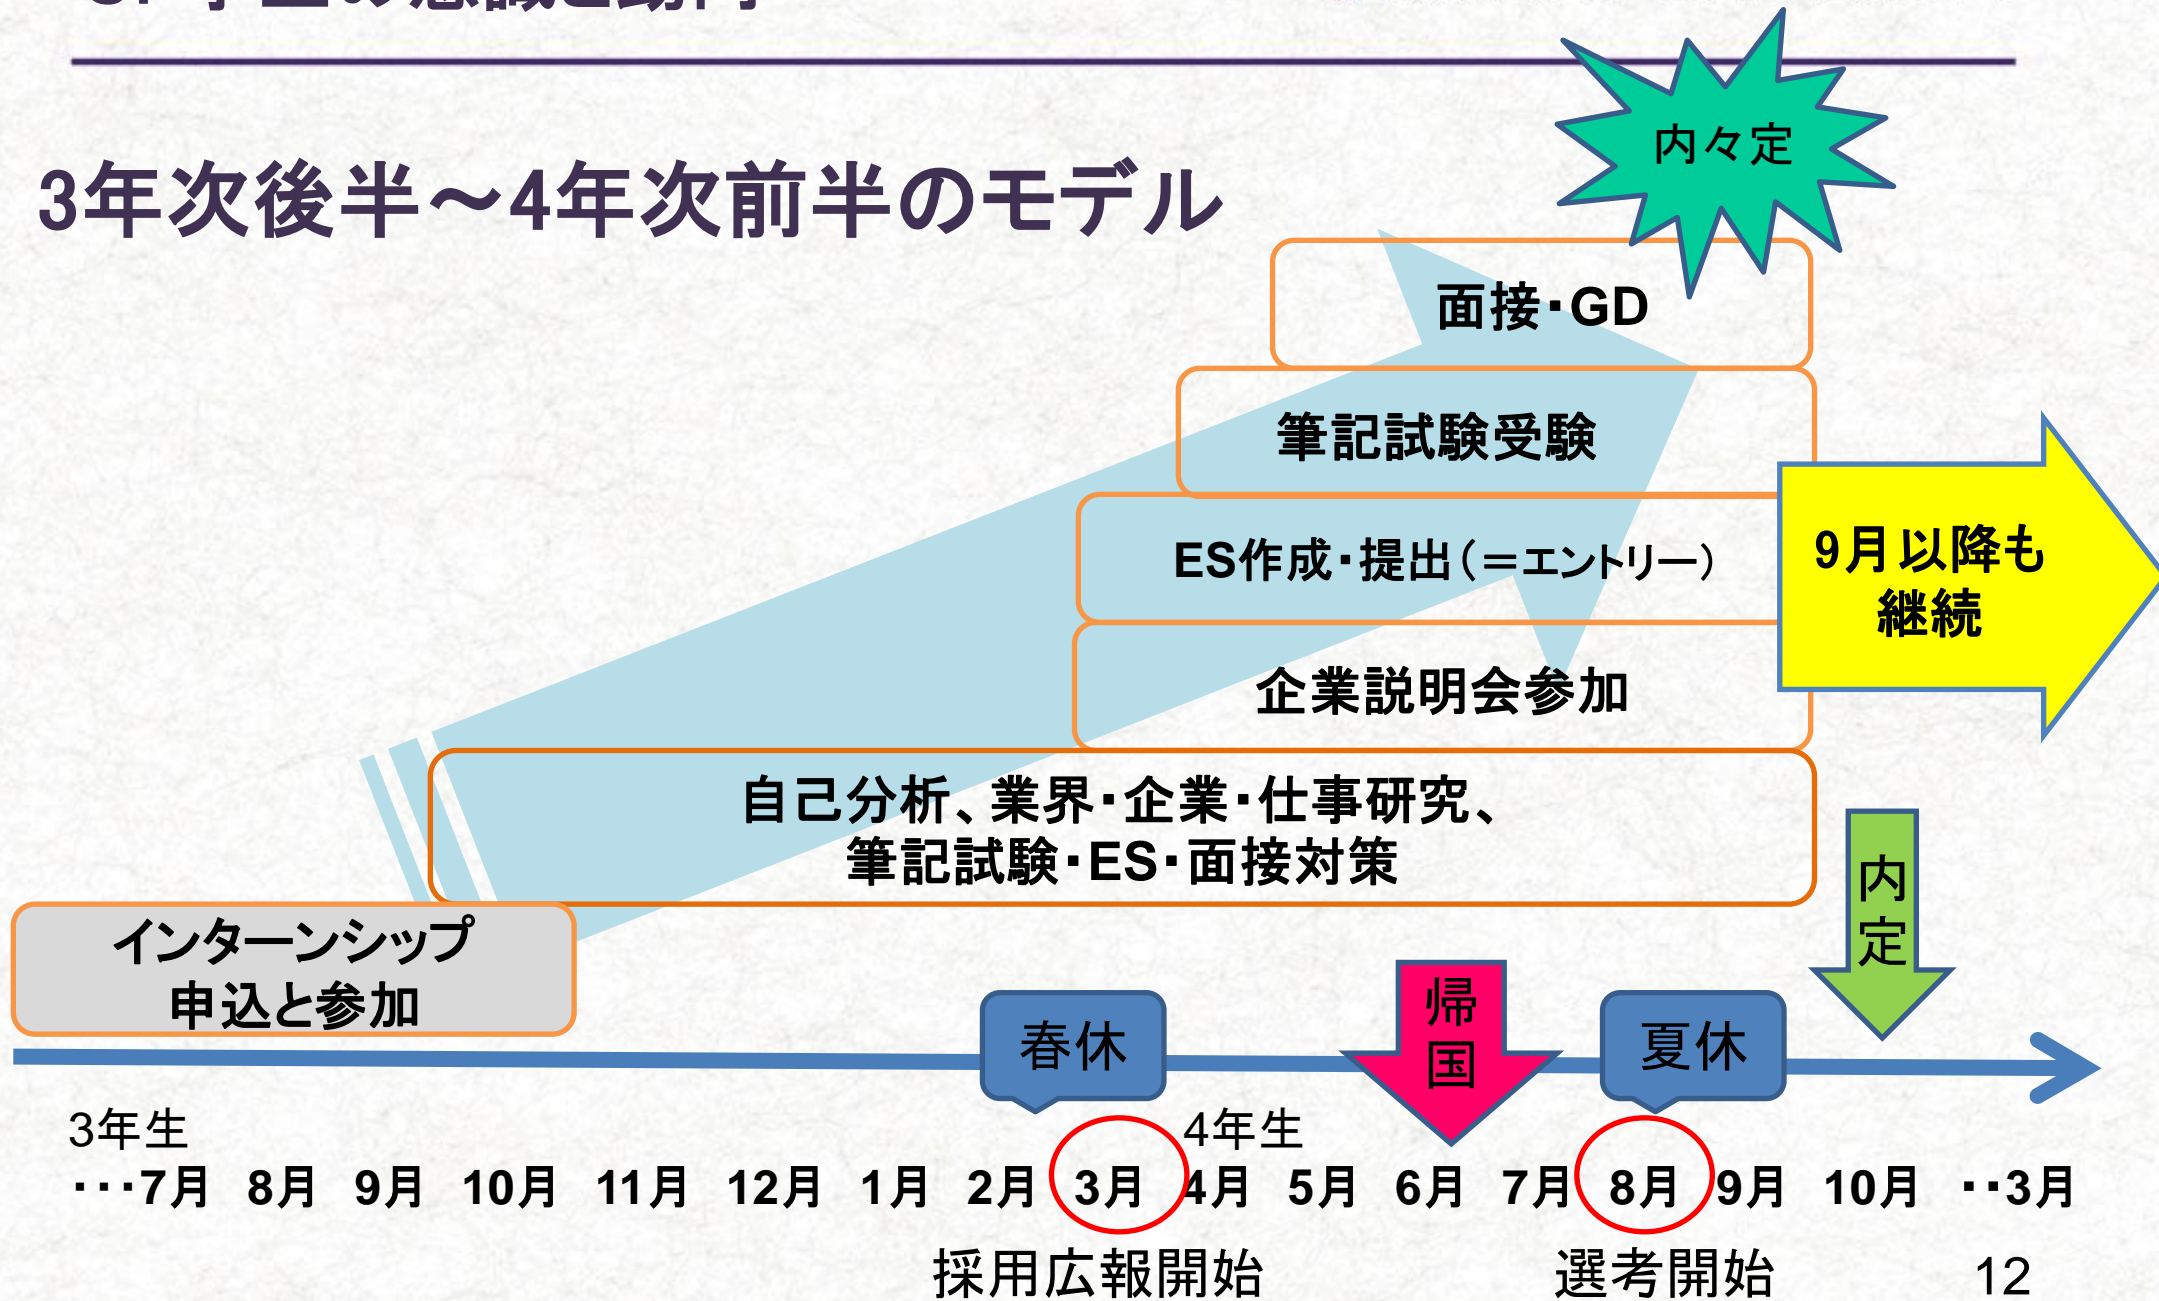 3年次後半～4年次前半のモデル
内々定
面接・GD
筆記試験受験
ES作成・提出（＝エントリー）
9月以降も
継続
企業説明会参加
自己分析、業界・企業・仕事研究、
筆記試験・ES・面接対策
インターンシップ
申込と参加
内定
春休
帰国
夏休
3年生
4年生
・・・7月 8月 9月 10月 11月 12月 1月 2月 3月 4月 5月 6月 7月 8月 9月 10月 ・・3月
採用広報開始
選考開始
12